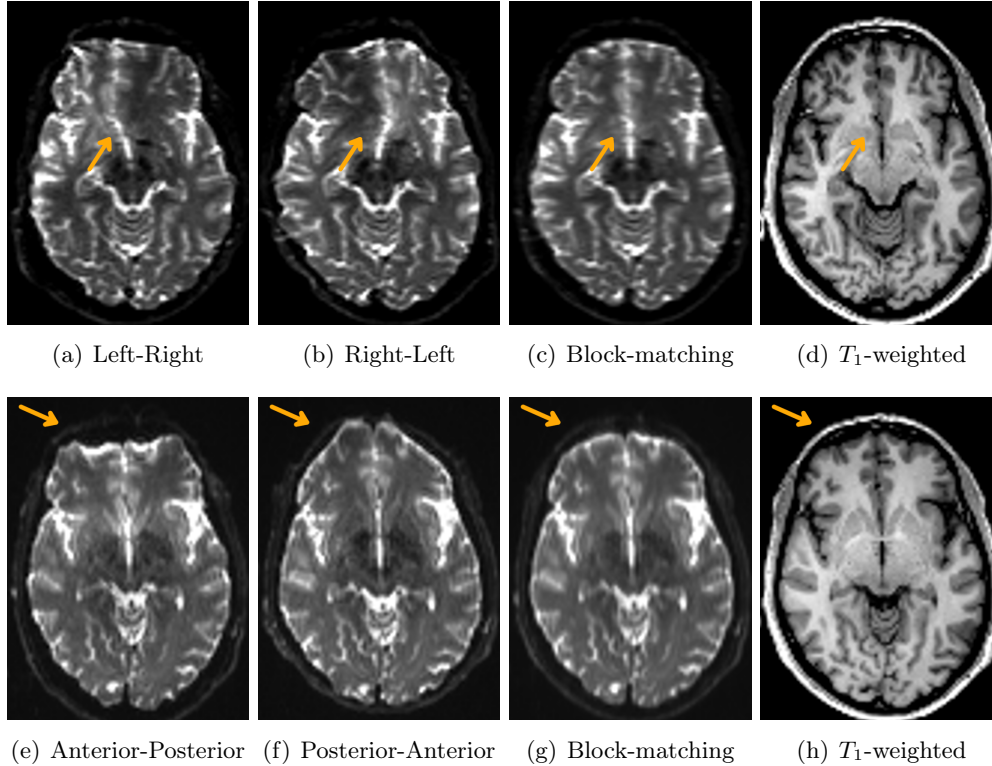 (a) Left-Right (b) Right-Left (c) Block-matching (d) T₁-weighted
(e) Anterior-Posterior (f) Posterior-Anterior (g) Block-matching (h) T₁-weighted